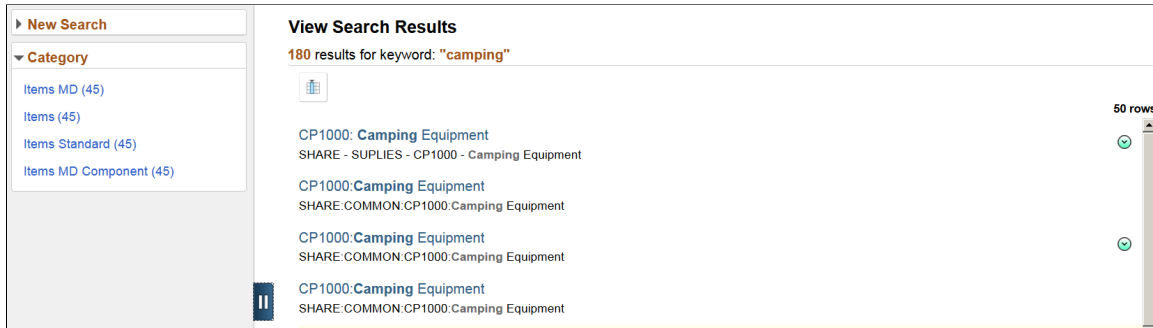 New Search
Category
Items MD (45)
Items (45)
Items Standard (45)
Items MD Component (45)
View Search Results
180 results for keyword: "camping"
50 rows
CP1000: Camping Equipment
SHARE - SUPLIES - CP1000 - Camping Equipment
CP1000:Camping Equipment
SHARE:COMMON:CP1000:Camping Equipment
CP1000:Camping Equipment
SHARE:COMMON:CP1000:Camping Equipment
CP1000:Camping Equipment
SHARE:COMMON:CP1000:Camping Equipment